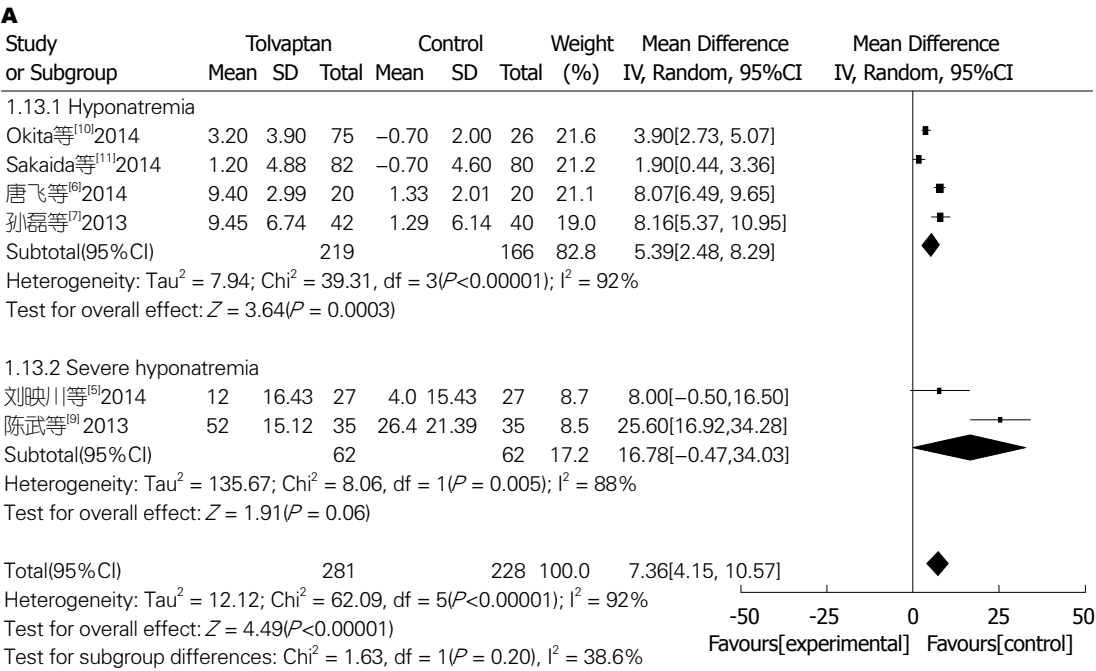 A
Study Tolvaptan Control Weight Mean Difference Mean Difference
or Subgroup Mean SD Total Mean SD Total (%) IV, Random, 95%CI IV, Random, 95%CI
1.13.1 Hyponatremia
Okita等[10]2014 3.20 3.90 75 −0.70 2.00 26 21.6 3.90[2.73, 5.07]
Sakaida等[11]2014 1.20 4.88 82 −0.70 4.60 80 21.2 1.90[0.44, 3.36]
唐飞等[6]2014 9.40 2.99 20 1.33 2.01 20 21.1 8.07[6.49, 9.65]
孙磊等[7]2013 9.45 6.74 42 1.29 6.14 40 19.0 8.16[5.37, 10.95]
Subtotal(95%CI) 219 166 82.8 5.39[2.48, 8.29]
Heterogeneity: Tau² = 7.94; Chi² = 39.31, df = 3(P<0.00001); I² = 92%
Test for overall effect: Z = 3.64(P = 0.0003)
1.13.2 Severe hyponatremia
刘映川等[5]2014 12 16.43 27 4.0 15.43 27 8.7 8.00[−0.50,16.50]
陈武等[9] 2013 52 15.12 35 26.4 21.39 35 8.5 25.60[16.92,34.28]
Subtotal(95%CI) 62 62 17.2 16.78[−0.47,34.03]
Heterogeneity: Tau² = 135.67; Chi² = 8.06, df = 1(P = 0.005); I² = 88%
Test for overall effect: Z = 1.91(P = 0.06)
Total(95%CI) 281 228 100.0 7.36[4.15, 10.57]
Heterogeneity: Tau² = 12.12; Chi² = 62.09, df = 5(P<0.00001); I² = 92%
Test for overall effect: Z = 4.49(P<0.00001)
Test for subgroup differences: Chi² = 1.63, df = 1(P = 0.20), I² = 38.6%
-50 -25 0 25 50
Favours[experimental] Favours[control]